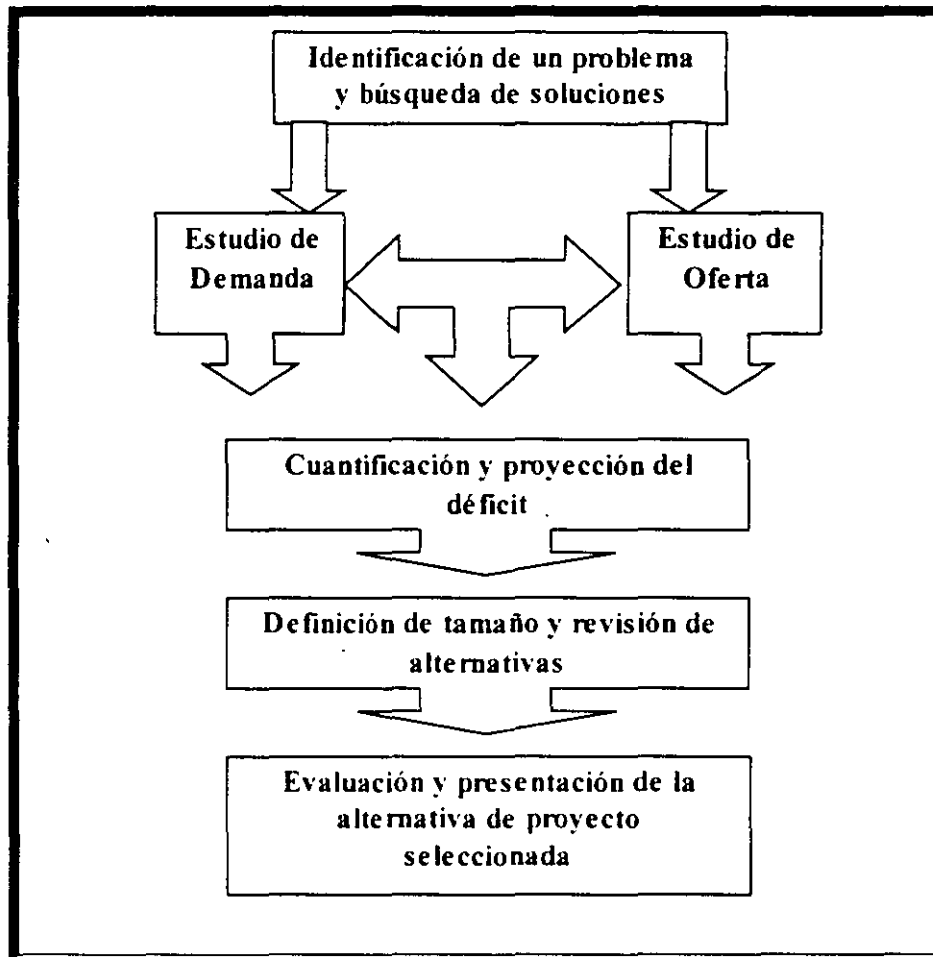 Identificación de un problema
y búsqueda de soluciones
Estudio de
Demanda
Estudio de
Oferta
Cuantificación y proyección del
déficit
Definición de tamaño y revisión de
alternativas
Evaluación y presentación de la
alternativa de proyecto
seleccionada